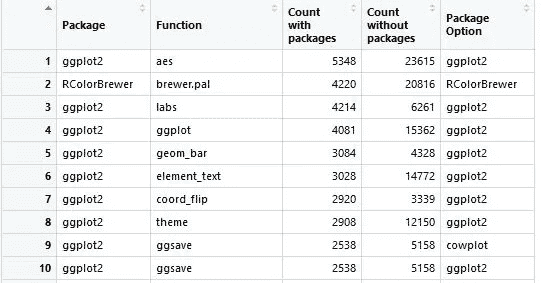 Package Function Count with packages Count without packages Package Option
1 ggplot2 aes 5348 23615 ggplot2
2 RColorBrewer brewer.pal 4220 20816 RColorBrewer
3 ggplot2 labs 4214 6261 ggplot2
4 ggplot2 ggplot 4081 15362 ggplot2
5 ggplot2 geom_bar 3084 4328 ggplot2
6 ggplot2 element_text 3028 14772 ggplot2
7 ggplot2 coord_flip 2920 3339 ggplot2
8 ggplot2 theme 2908 12150 ggplot2
9 ggplot2 ggsave 2538 5158 cowplot
10 ggplot2 ggsave 2538 5158 ggplot2